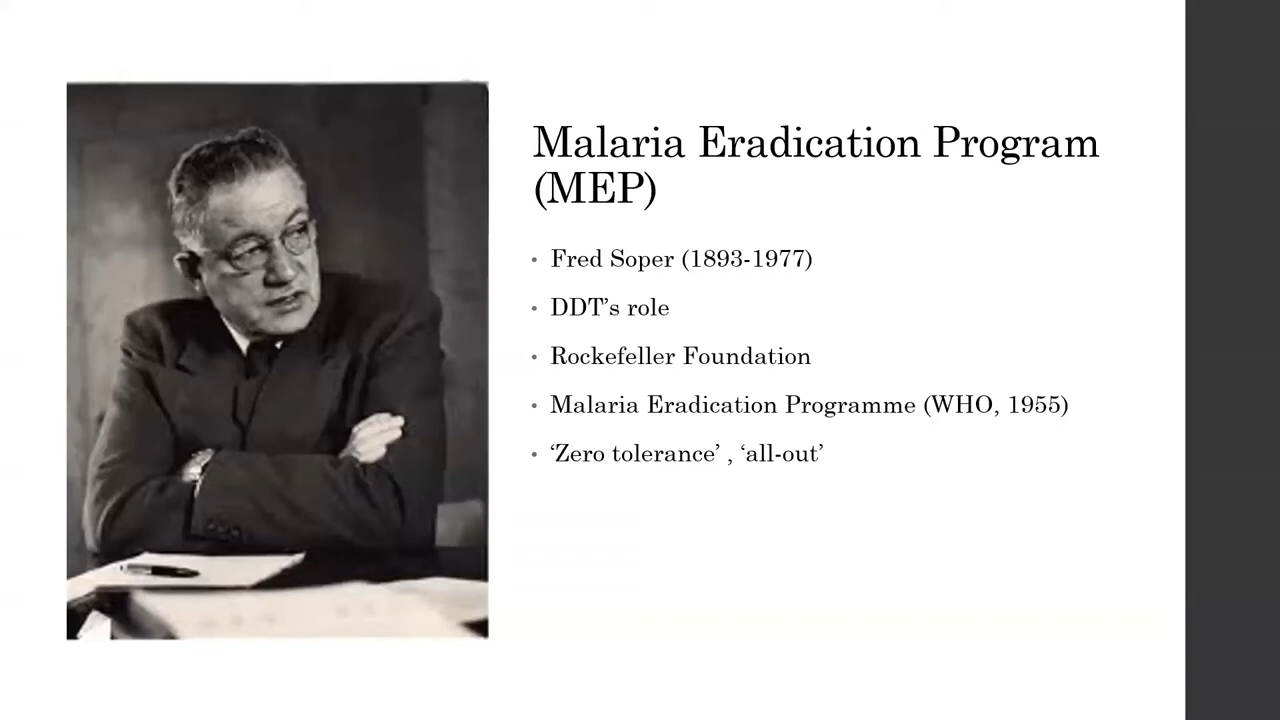 Malaria Eradication Program
(MEP)
• Fred Soper (1893-1977)
• DDT’s role
• Rockefeller Foundation
• Malaria Eradication Programme (WHO, 1955)
• ‘Zero tolerance’ , ‘all-out’